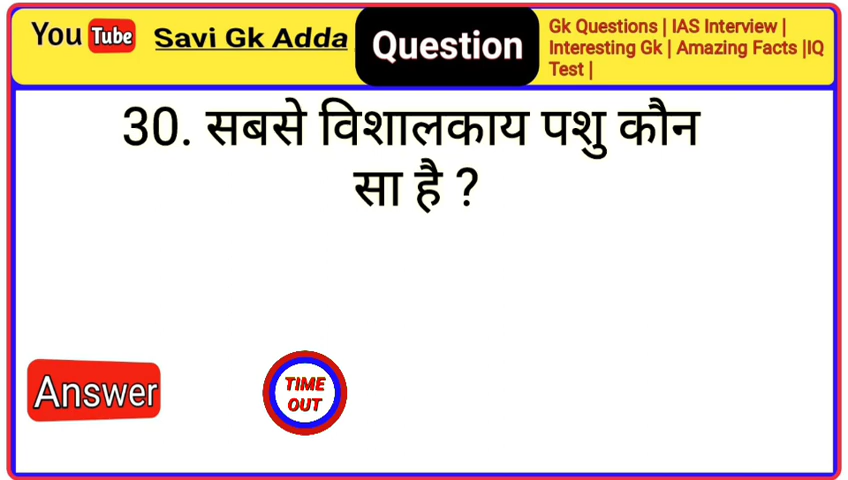 You Tube Savi Gk Adda Question
Gk Questions | IAS Interview |
Interesting Gk | Amazing Facts |IQ
Test |
30. सबसे विशालकाय पशु कौन
सा है ?
Answer
TIME
OUT